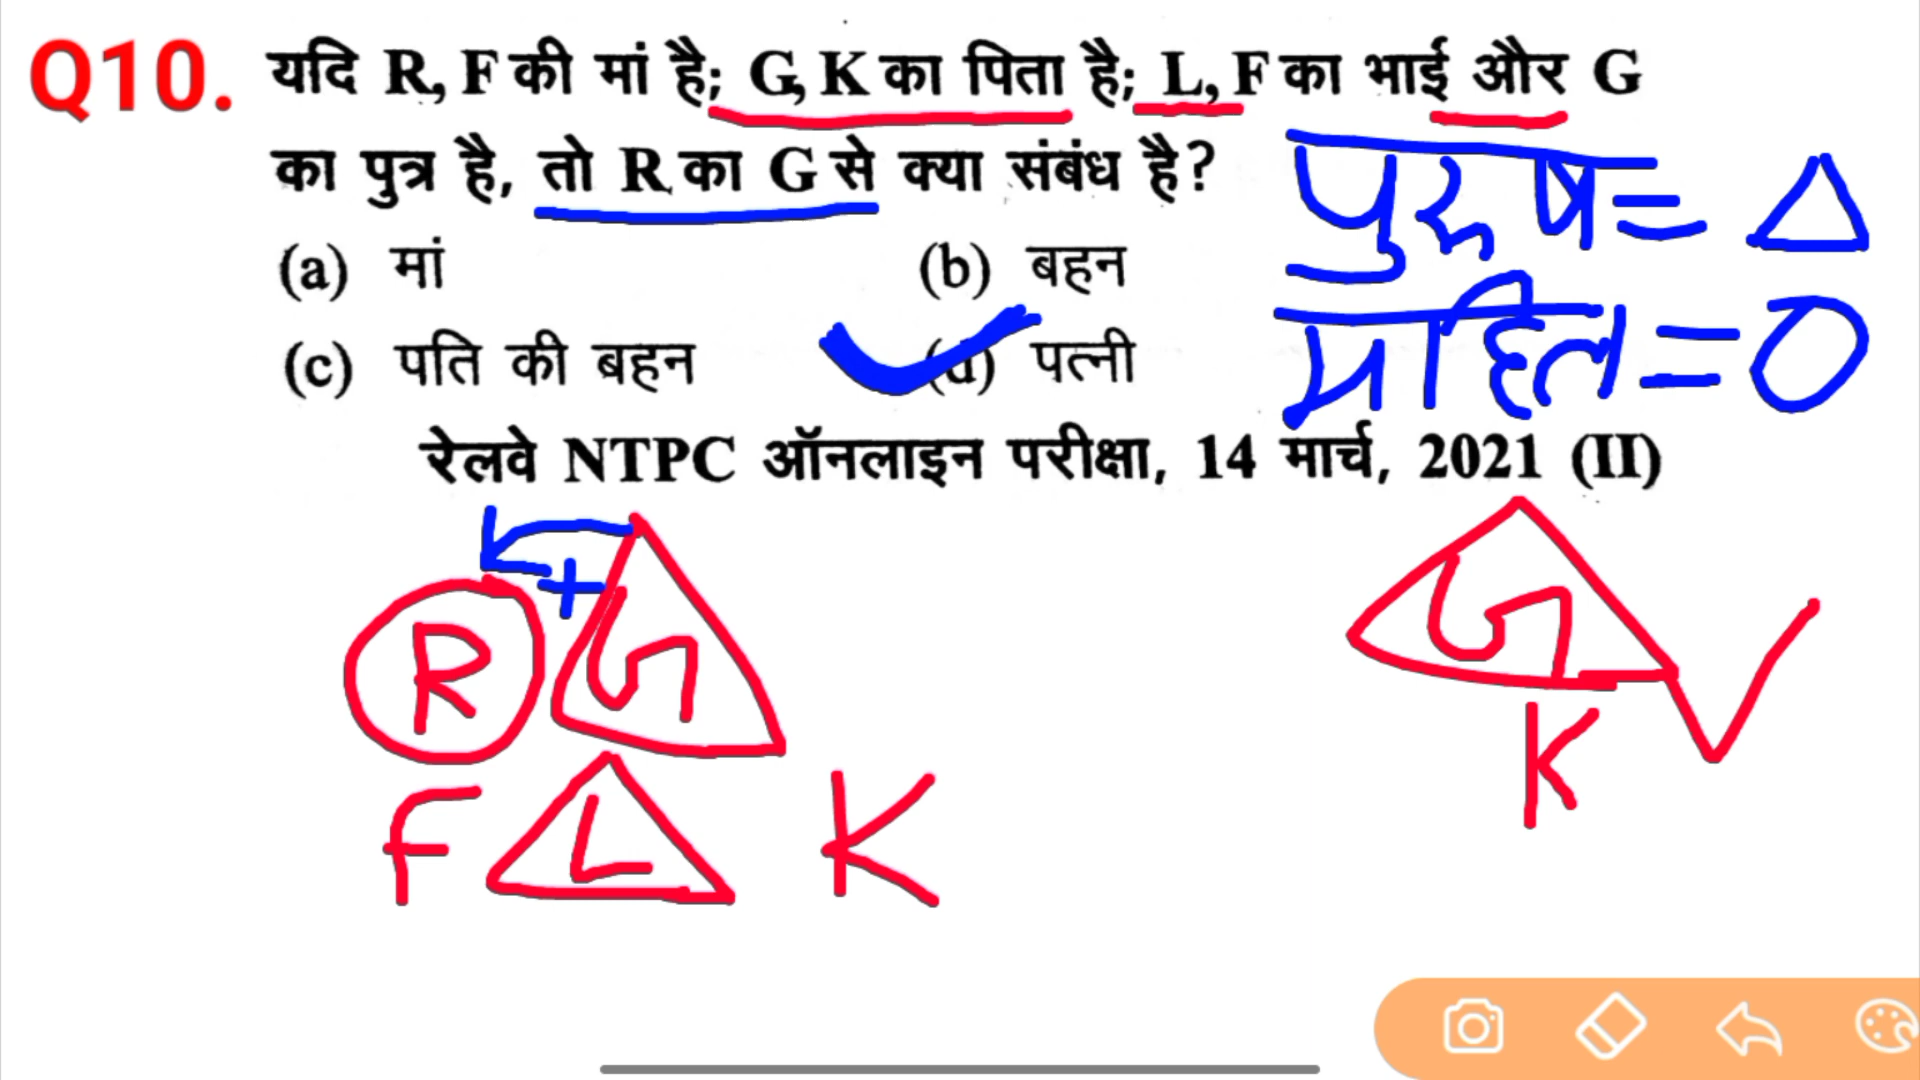 Q10. यदि R, F की मां है; G, K का पिता है; L, F का भाई और G
का पुत्र है, तो R का G से क्या संबंध है?
पुरुष = Δ
(a) मां (b) बहन
महिल = O
(c) पति की बहन (d) पत्नी
रेलवे NTPC ऑनलाइन परीक्षा, 14 मार्च, 2021 (II)
R + G G
K
F L K